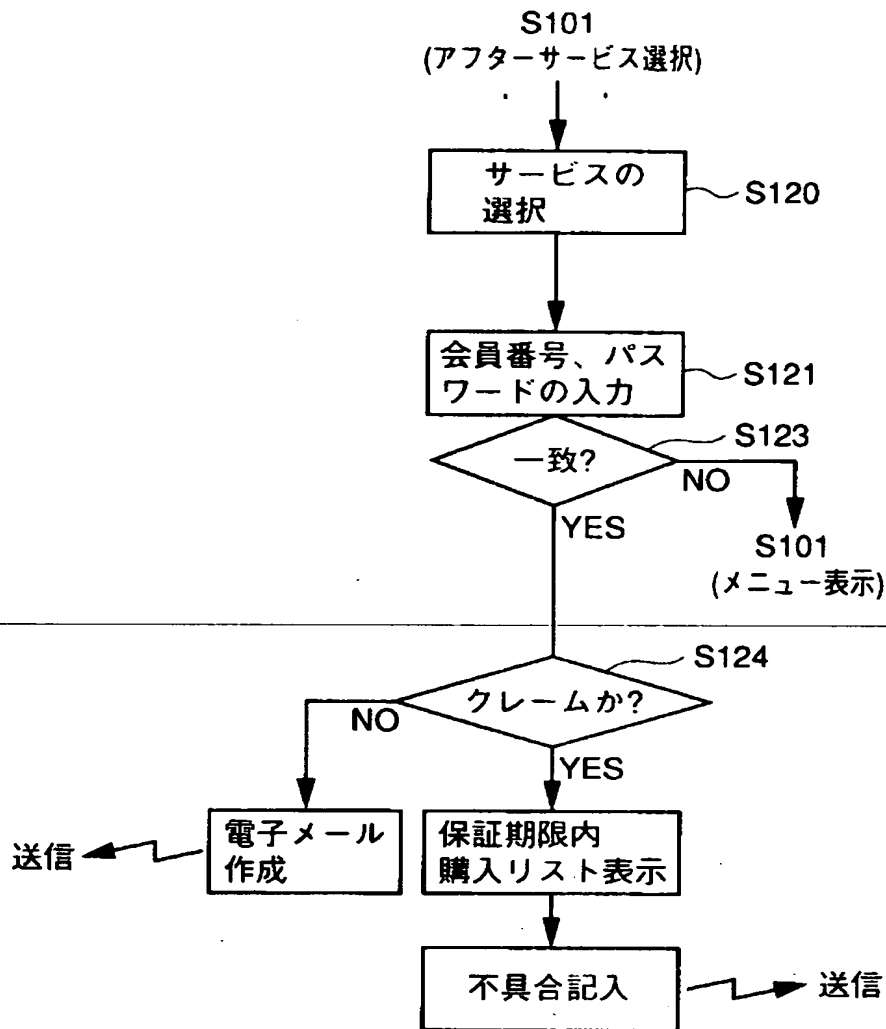 S101
(アフターサービス選択)
サービスの
選択
S120
会員番号、パス
ワードの入力
S121
一致?
S123
NO
YES
S101
(メニュー表示)
クレームか?
S124
NO
YES
電子メール
作成
送信
保証期限内
購入リスト表示
不具合記入
送信